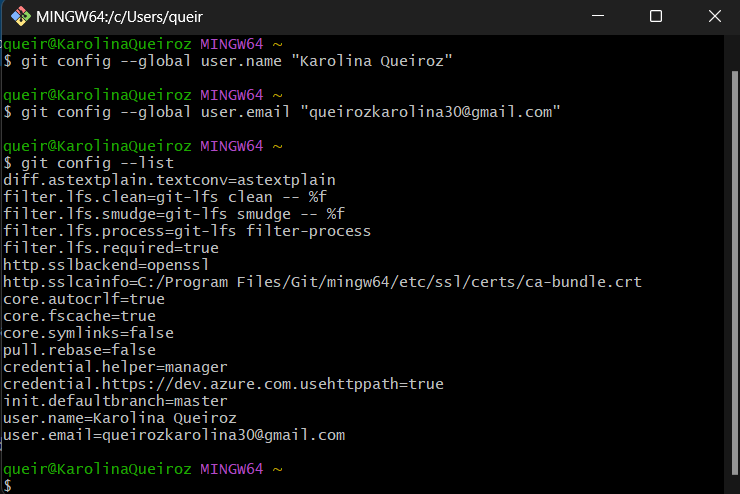 MINGW64:/c/Users/queir
queir@KarolinaQueiroz MINGW64 ~
$ git config --global user.name "Karolina Queiroz"
queir@KarolinaQueiroz MINGW64 ~
$ git config --global user.email "queirozkarolina30@gmail.com"
queir@KarolinaQueiroz MINGW64 ~
$ git config --list
diff.astextplain.textconv=astextplain
filter.lfs.clean=git-lfs clean -- %f
filter.lfs.smudge=git-lfs smudge -- %f
filter.lfs.process=git-lfs filter-process
filter.lfs.required=true
http.sslbackend=openssl
http.sslcainfo=C:/Program Files/Git/mingw64/etc/ssl/certs/ca-bundle.crt
core.autocrlf=true
core.fscache=true
core.symlinks=false
pull.rebase=false
credential.helper=manager
credential.https://dev.azure.com.usehttppath=true
init.defaultbranch=master
user.name=Karolina Queiroz
user.email=queirozkarolina30@gmail.com
queir@KarolinaQueiroz MINGW64 ~
$